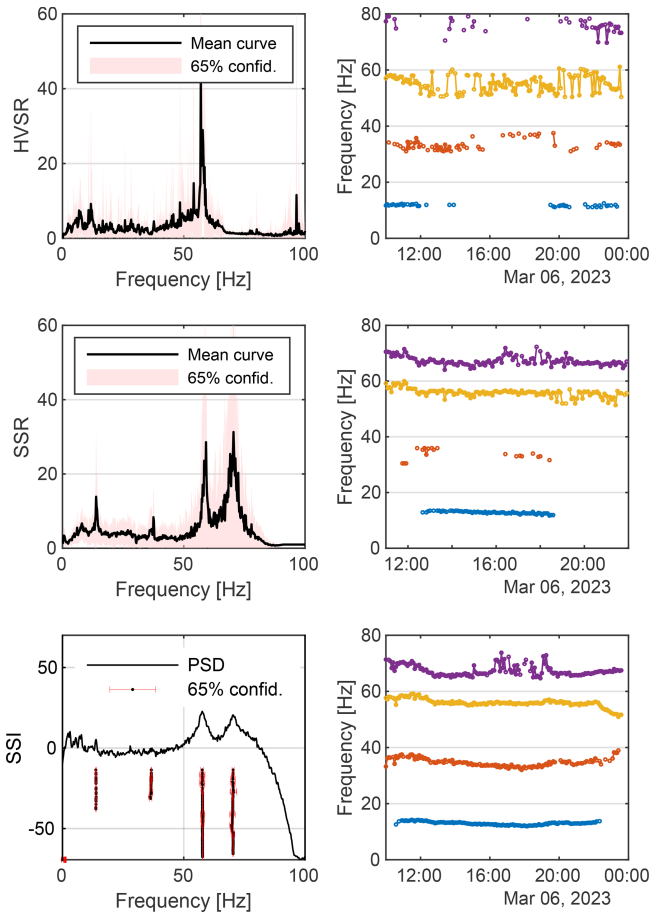 60
40
20
0
HVSR
Mean curve
65% confid.
0
50
100
Frequency [Hz]
80
60
40
20
0
Frequency [Hz]
12:00
16:00
20:00
00:00
Mar 06, 2023
60
40
20
0
SSR
Mean curve
65% confid.
0
50
100
Frequency [Hz]
80
60
40
20
0
Frequency [Hz]
12:00
16:00
20:00
Mar 06, 2023
50
0
-50
SSI
PSD
65% confid.
0
50
100
Frequency [Hz]
80
60
40
20
0
Frequency [Hz]
12:00
16:00
20:00
00:00
Mar 06, 2023